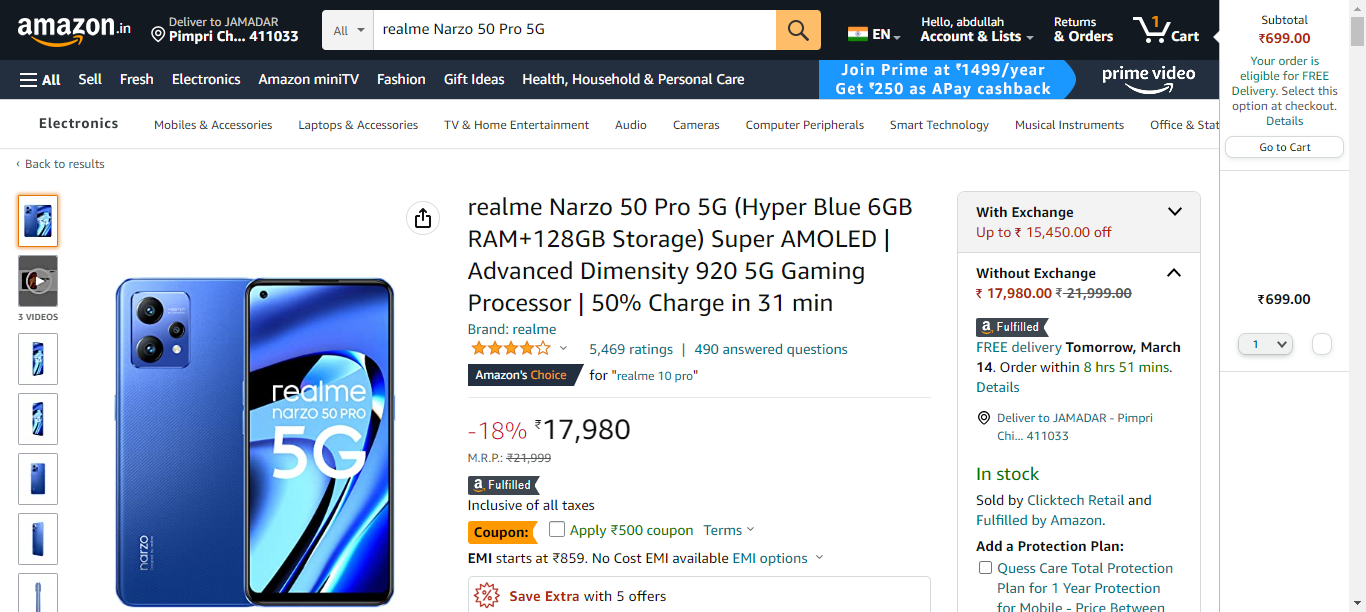 amazon.in
Deliver to JAMADAR
Pimpri Ch... 411033
All
realme Narzo 50 Pro 5G
EN
Hello, abdullah
Account & Lists
Returns
& Orders
1
Cart
Subtotal
₹699.00
Your order is
eligible for FREE
Delivery. Select this
option at checkout.
Details
Go to Cart
₹699.00
1
All
Sell
Fresh
Electronics
Amazon miniTV
Fashion
Gift Ideas
Health, Household & Personal Care
Join Prime at ₹1499/year
Get ₹250 as APay cashback
prime video
Electronics
Mobiles & Accessories
Laptops & Accessories
TV & Home Entertainment
Audio
Cameras
Computer Peripherals
Smart Technology
Musical Instruments
Office & Stat
‹ Back to results
3 VIDEOS
realme
narzo 50 PRO
5G
narzo
realme Narzo 50 Pro 5G (Hyper Blue 6GB
RAM+128GB Storage) Super AMOLED |
Advanced Dimensity 920 5G Gaming
Processor | 50% Charge in 31 min
Brand: realme
5,469 ratings | 490 answered questions
Amazon's Choice for "realme 10 pro"
-18% ₹17,980
M.R.P.: ₹21,999
a Fulfilled
Inclusive of all taxes
Coupon: Apply ₹500 coupon Terms
EMI starts at ₹859. No Cost EMI available EMI options
Save Extra with 5 offers
With Exchange
Up to ₹ 15,450.00 off
Without Exchange
₹ 17,980.00 ₹ 21,999.00
a Fulfilled
FREE delivery Tomorrow, March
14. Order within 8 hrs 51 mins.
Details
Deliver to JAMADAR - Pimpri
Chi... 411033
In stock
Sold by Clicktech Retail and
Fulfilled by Amazon.
Add a Protection Plan:
Quess Care Total Protection
Plan for 1 Year Protection
for Mobile - Price Between